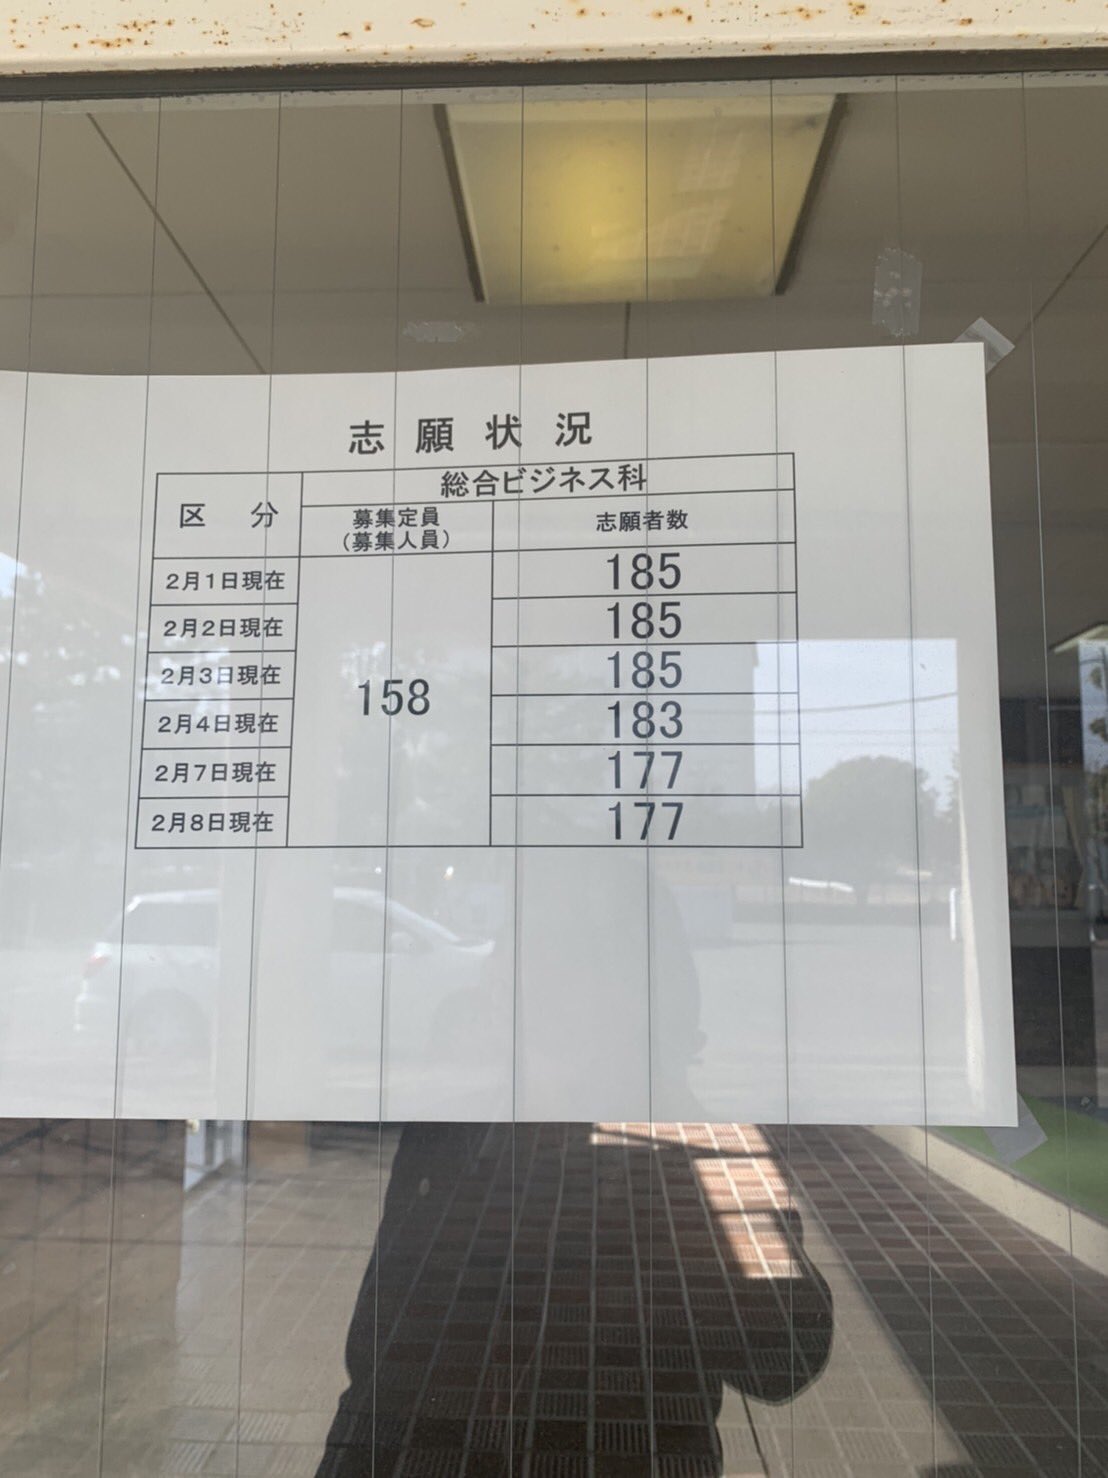 志願状況
区分
総合ビジネス科
募集定員
(募集人員)
志願者数
2月1日現在
158
185
2月2日現在
185
2月3日現在
185
2月4日現在
183
2月7日現在
177
2月8日現在
177